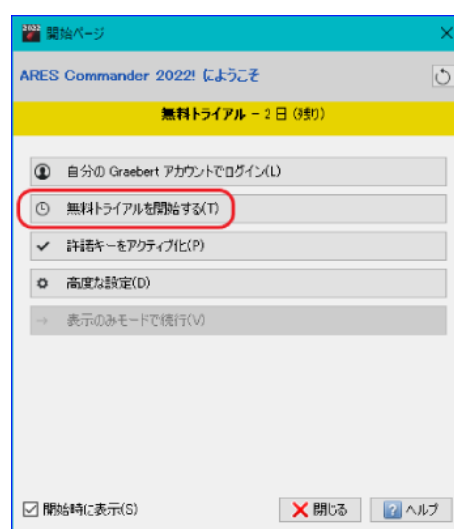 2022 開始ページ
ARES Commander 2022! にようこそ
無料トライアル - 2 日 (残り)
自分の Graebert アカウントでログイン(L)
無料トライアルを開始する(T)
許諾キーをアクティブ化(P)
高度な設定(D)
表示のみモードで続行(V)
開始時に表示(S)
閉じる
ヘルプ